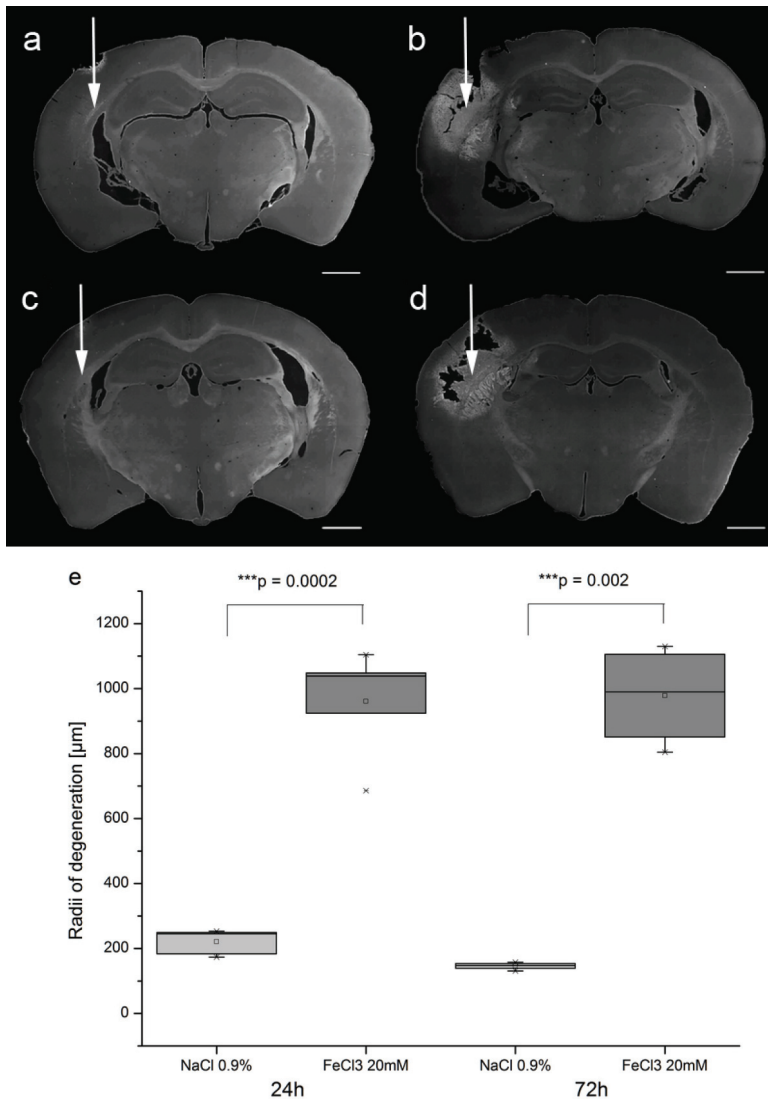 a
b
c
d
e
***p = 0.0002
***p = 0.002
Radii of degeneration [µm]
1200
1000
800
600
400
200
0
NaCl 0.9%
FeCl3 20mM
NaCl 0.9%
FeCl3 20mM
24h
72h